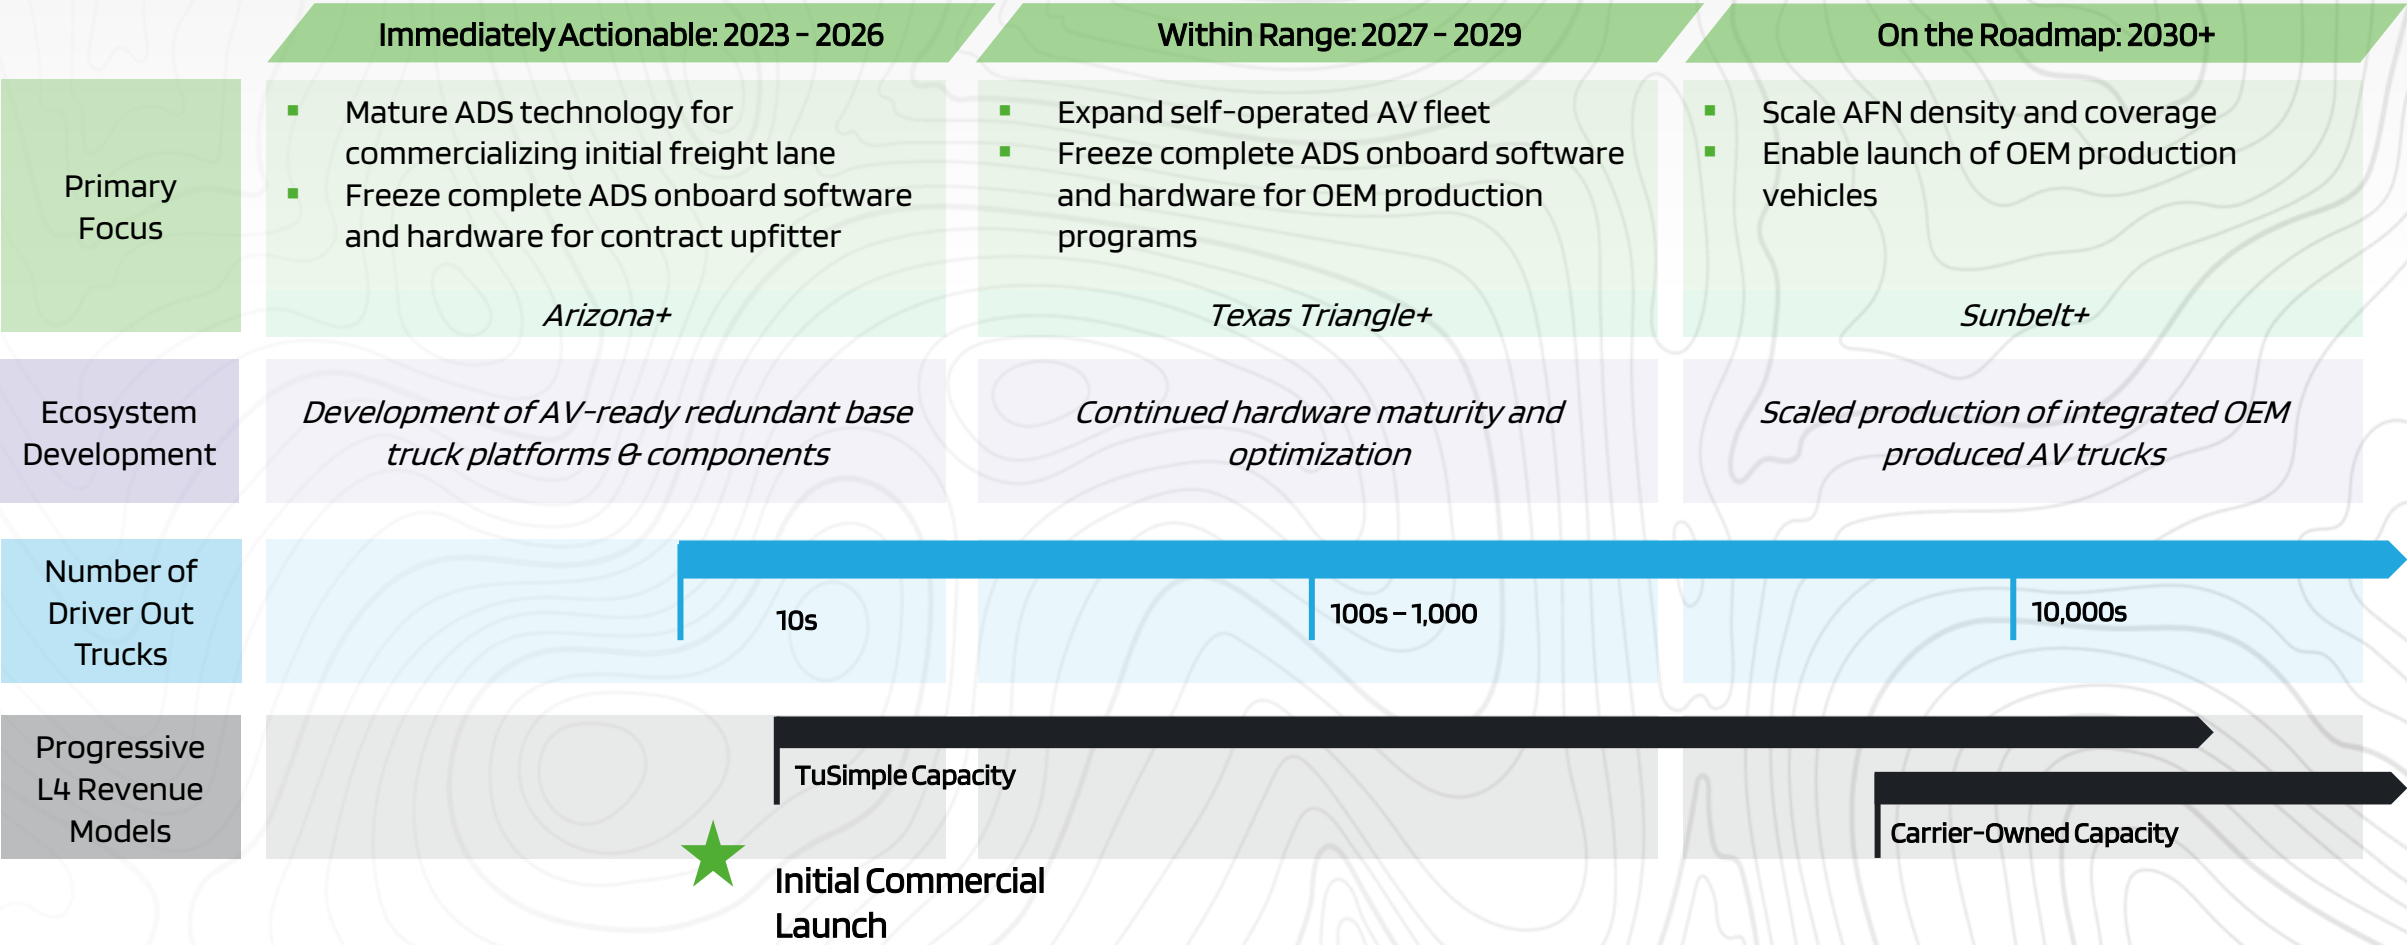 Immediately Actionable: 2023 - 2026
Within Range: 2027 - 2029
On the Roadmap: 2030+
Primary
Focus
Mature ADS technology for
commercializing initial freight lane
Freeze complete ADS onboard software
and hardware for contract upfitter
Arizona+
Expand self-operated AV fleet
Freeze complete ADS onboard software
and hardware for OEM production
programs
Texas Triangle+
Scale AFN density and coverage
Enable launch of OEM production
vehicles
Sunbelt+
Ecosystem
Development
Development of AV-ready redundant base
truck platforms & components
Continued hardware maturity and
optimization
Scaled production of integrated OEM
produced AV trucks
Number of
Driver Out
Trucks
10s
100s – 1,000
10,000s
Progressive
L4 Revenue
Models
TuSimple Capacity
Carrier-Owned Capacity
Initial Commercial
Launch